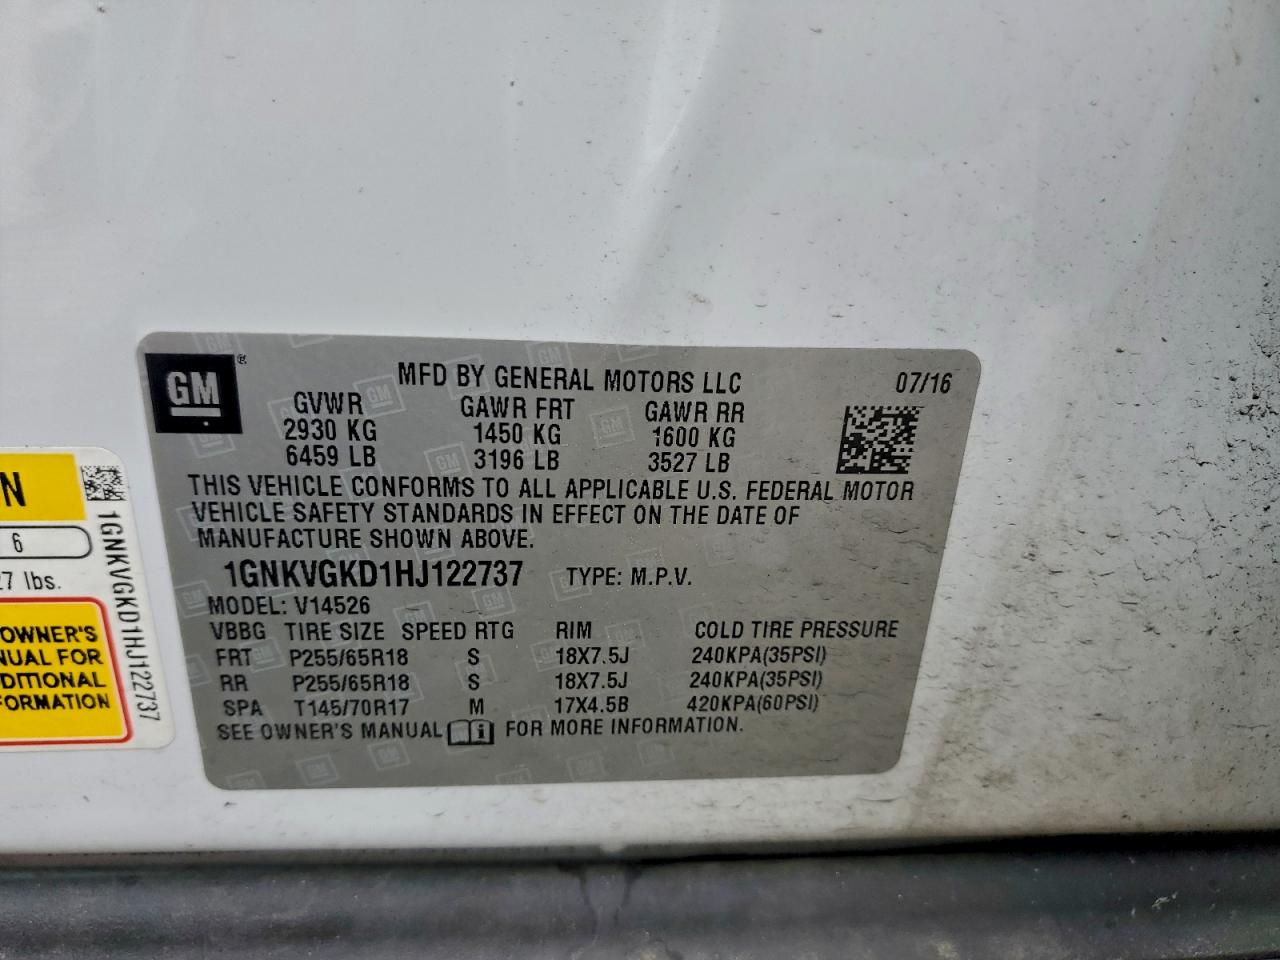 GM
MFD BY GENERAL MOTORS LLC 07/16
GVWR GAWR FRT GAWR RR
2930 KG 1450 KG 1600 KG
6459 LB 3196 LB 3527 LB
THIS VEHICLE CONFORMS TO ALL APPLICABLE U.S. FEDERAL MOTOR
VEHICLE SAFETY STANDARDS IN EFFECT ON THE DATE OF
MANUFACTURE SHOWN ABOVE.
1GNKVGKD1HJ122737 TYPE: M.P.V.
MODEL: V14526
VBBG TIRE SIZE SPEED RTG RIM COLD TIRE PRESSURE
FRT P255/65R18 S 18X7.5J 240KPA(35PSI)
RR P255/65R18 S 18X7.5J 240KPA(35PSI)
SPA T145/70R17 M 17X4.5B 420KPA(60PSI)
SEE OWNER'S MANUAL FOR MORE INFORMATION.
N
6
27 lbs.
OWNER'S
NUAL FOR
DDITIONAL
FORMATION
1GNKVGKD1HJ122737